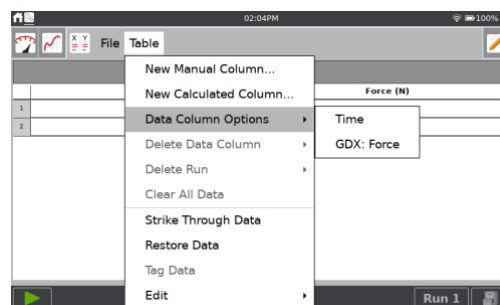 02:04PM
100%
X Y
File Table
New Manual Column...
New Calculated Column...
Force (N)
1
Data Column Options
Time
2
Delete Data Column
GDX: Force
Delete Run
Clear All Data
Strike Through Data
Restore Data
Tag Data
Edit
Run 1